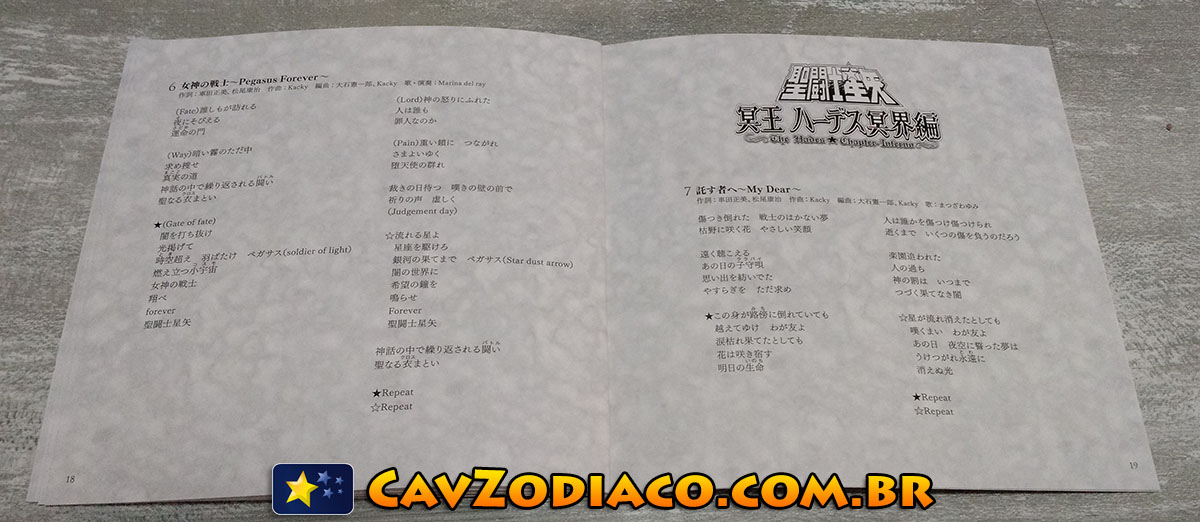 6 女神の戦士～Pegasus Forever～
作詞：車田正美、松尾康治　作曲：Kacky　編曲：大石憲一郎、Kacky　歌・演奏：Marina del ray
(Fate)誰しもが訪れる
夜にそびえる
運命の門
(Way)暗い霧のただ中
求め捜せ
真実の道
神話の中で繰り返される闘い
バトル
聖なる衣まとい
クロス
★(Gate of fate)
闇を打ち抜け
光掲げて
時空超え　羽ばたけ　ペガサス(soldier of light)
燃え立つ小宇宙
女神の戦士
翔べ
forever
聖闘士星矢
(Lord)神の怒りにふれた
人は誰も
罪人なのか
(Pain)重い鎖に　つながれ
さまよいゆく
堕天使の群れ
裁きの日待つ　嘆きの壁の前で
祈りの声　虚しく
(Judgement day)
☆流れる星よ
星座を駆けろ
銀河の果てまで　ペガサス(Star dust arrow)
闇の世界に
希望の鐘を
鳴らせ
Forever
聖闘士星矢
神話の中で繰り返される闘い
バトル
聖なる衣まとい
クロス
★Repeat
☆Repeat
18
聖闘士星矢
冥王 ハーデス冥界編
～The Hades★Chapter-Inferno～
7 託す者へ～My Dear～
作詞：車田正美、松尾康治　作曲：Kacky　編曲：大石憲一郎、Kacky　歌：まつざわゆみ
傷つき倒れた　戦士のはかない夢
枯野に咲く花　やさしい笑顔
遠く聴こえる
あの日の子守唄
ララバイ
思い出を紡いでた
やすらぎを　ただ求め
★この身が路傍に倒れていても
越えてゆけ　わが友よ
涙枯れ果てたとしても
花は咲き宿す
明日の生命
いのち
人は誰かを傷つけ傷つけられ
逝くまで　いくつの傷を負うのだろう
楽園追われた
人の過ち
神の罰は　いつまで
つづく果てなき闇
☆星が流れ消えたとしても
嘆くまい　わが友よ
あの日　夜空に誓った夢は
うけつがれ永遠に
消えぬ光
★Repeat
☆Repeat
19
CavZodiaco.com.br